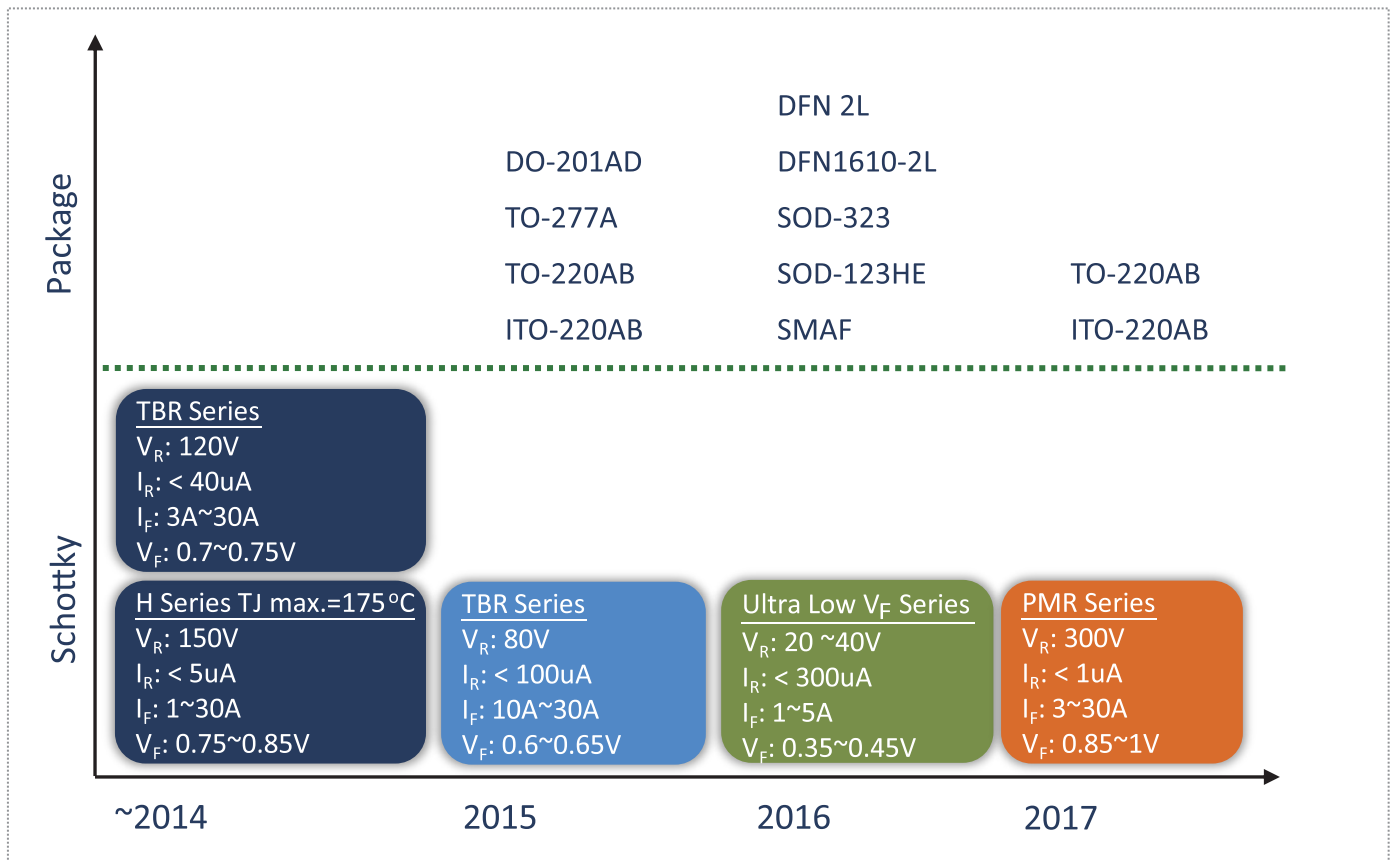 Package
DO-201AD
TO-277A
TO-220AB
ITO-220AB
DFN 2L
DFN1610-2L
SOD-323
SOD-123HE
SMAF
TO-220AB
ITO-220AB
Schottky
TBR Series
VR: 120V
IR: < 40uA
IF: 3A~30A
VF: 0.7~0.75V
H Series TJ max.=175°C
VR: 150V
IR: < 5uA
IF: 1~30A
VF: 0.75~0.85V
TBR Series
VR: 80V
IR: < 100uA
IF: 10A~30A
VF: 0.6~0.65V
Ultra Low VF Series
VR: 20 ~40V
IR: < 300uA
IF: 1~5A
VF: 0.35~0.45V
PMR Series
VR: 300V
IR: < 1uA
IF: 3~30A
VF: 0.85~1V
~2014
2015
2016
2017